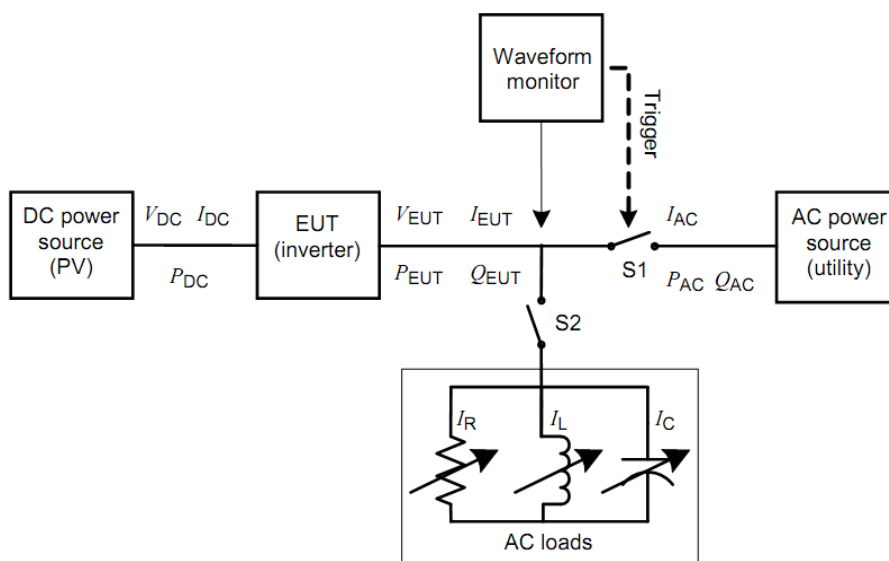 Waveform
monitor
Trigger
DC power
source
(PV)
VDC IDC
PDC
EUT
(inverter)
VEUT IEUT
PEUT QEUT
IAC
S1
PAC QAC
AC power
source
(utility)
S2
IR
IL
IC
AC loads